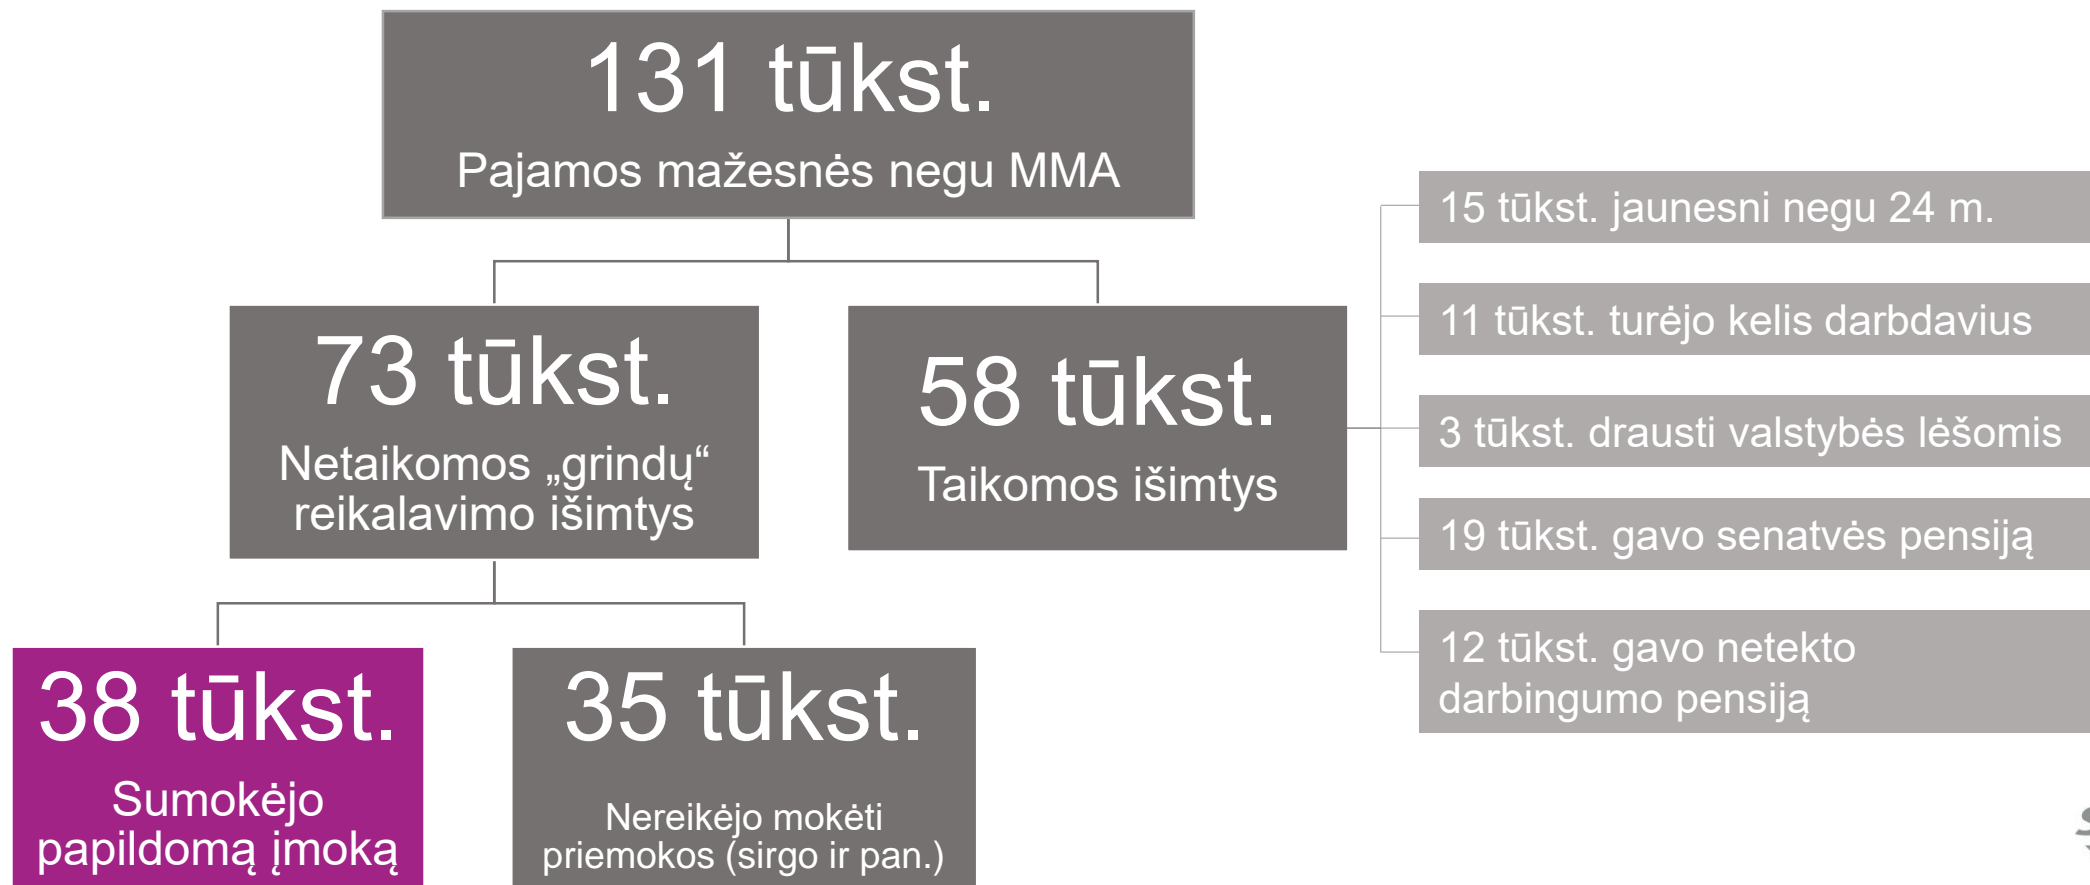 131 tūkst.
Pajamos mažesnės negu MMA
73 tūkst.
Netaikomos „grindų“
reikalavimo išimtys
58 tūkst.
Taikomos išimtys
15 tūkst. jaunesni negu 24 m.
11 tūkst. turėjo kelis darbdavius
3 tūkst. drausti valstybės lėšomis
19 tūkst. gavo senatvės pensiją
12 tūkst. gavo netekto
darbingumo pensiją
38 tūkst.
Sumokėjo
papildomą įmoką
35 tūkst.
Nereikėjo mokėti
priemokos (sirgo ir pan.)